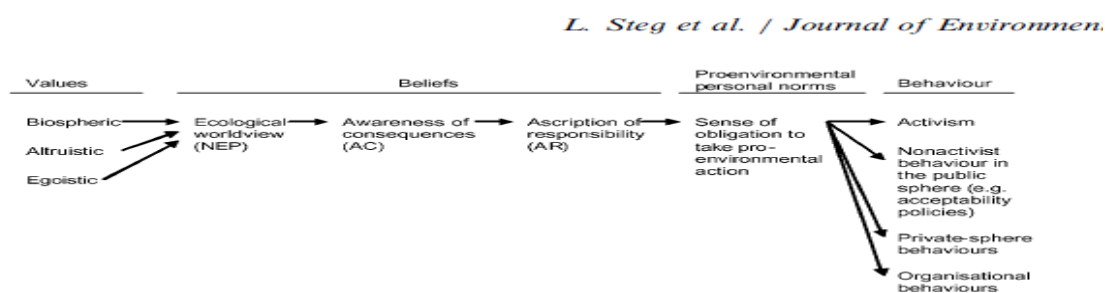 L. Steg et al. / Journal of Environmen
Values
Beliefs
Proenvironmental
personal norms
Behaviour
Biospheric
Altruistic
Egoistic
Ecological
worldview
(NEP)
Awareness of
consequences
(AC)
Ascription of
responsibility
(AR)
Sense of
obligation to
take pro-
environmental
action
Activism
Nonactivist
behaviour in
the public
sphere (e.g.
acceptability
policies)
Private-sphere
behaviours
Organisational
behaviours